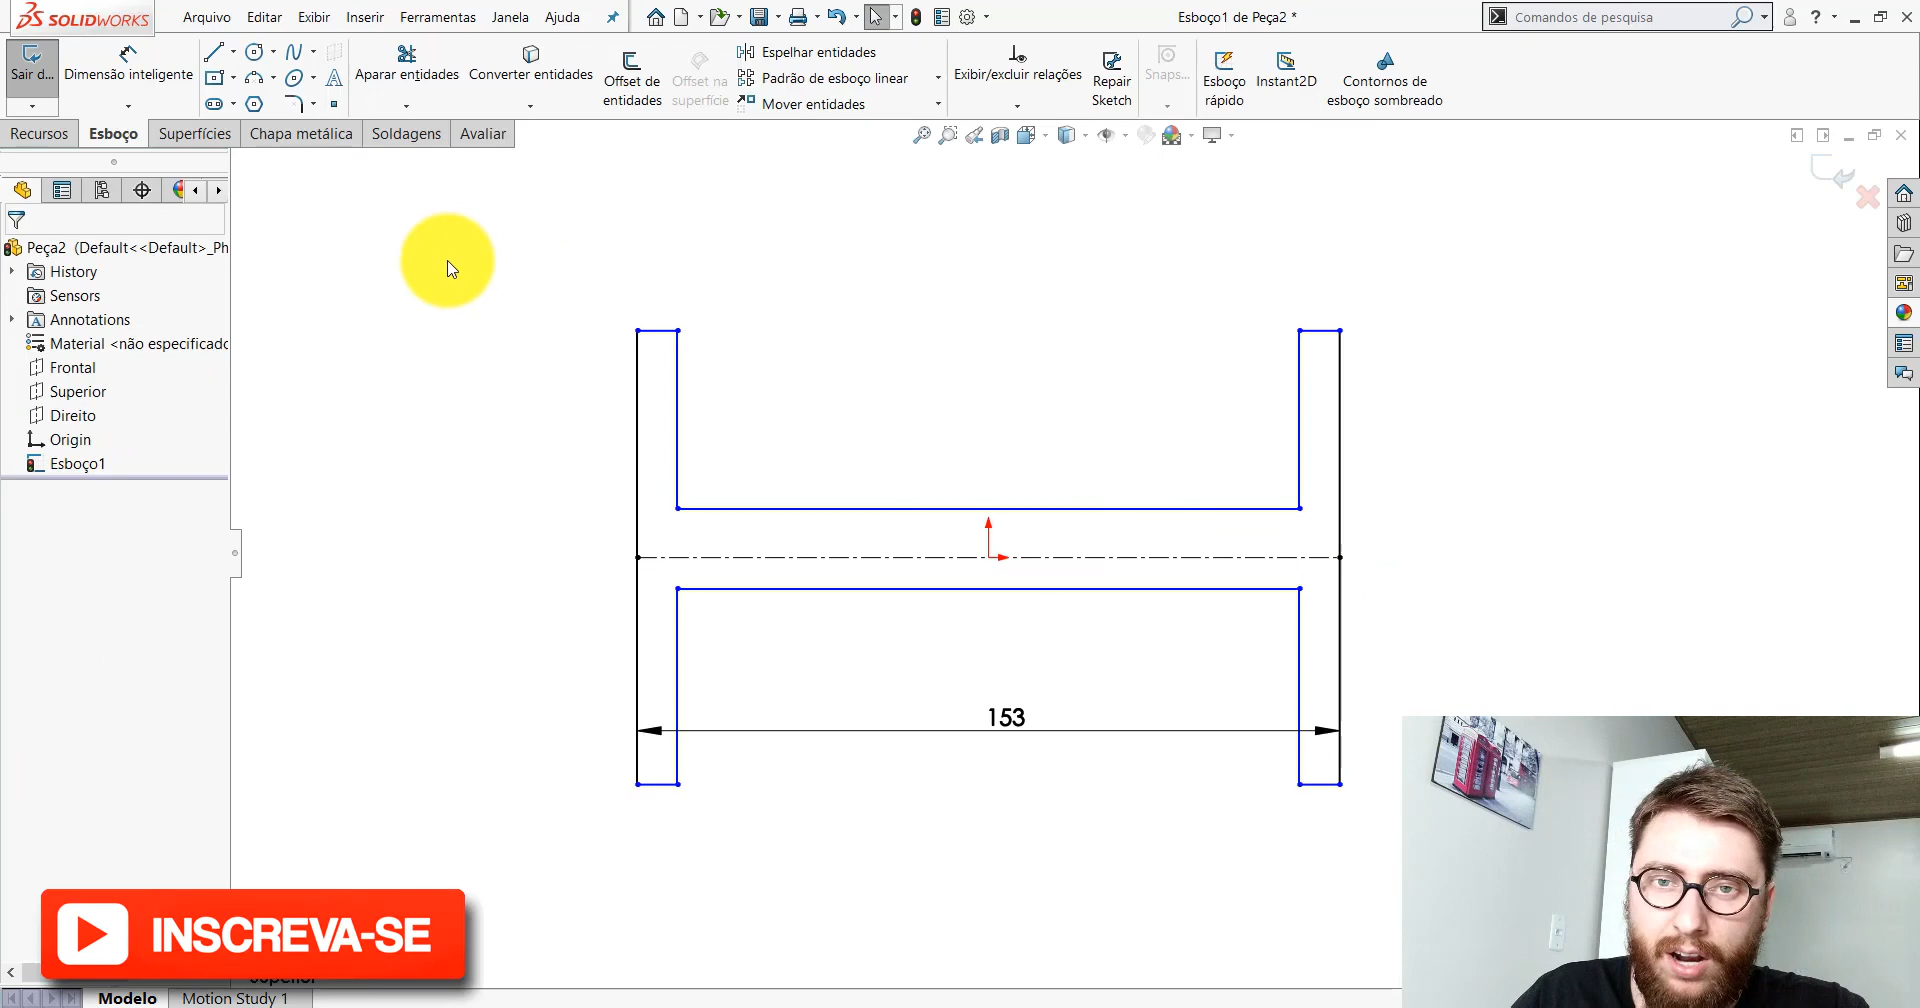 SOLIDWORKS
Arquivo Editar Exibir Inserir Ferramentas Janela Ajuda
Esboço1 de Peça2 *
Comandos de pesquisa
?
Sair d...
Dimensão inteligente
Aparar entidades
Converter entidades
Offset de entidades
Offset na superfície
Espelhar entidades
Padrão de esboço linear
Mover entidades
Exibir/excluir relações
Repair Sketch
Snaps...
Esboço rápido
Instant2D
Contornos de esboço sombreado
Recursos Esboço Superfícies Chapa metálica Soldagens Avaliar
Peça2 (Default<<Default>_Ph
History
Sensors
Annotations
Material <não especificado
Frontal
Superior
Direito
Origin
Esboço1
153
INSCREVA-SE
Modelo Motion Study 1